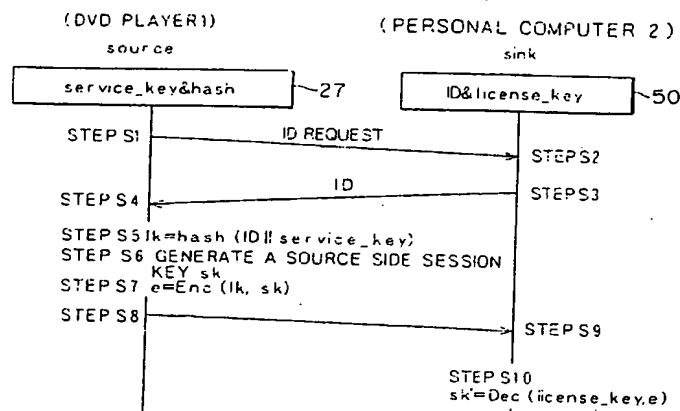 (DVD PLAYER1)
(PERSONAL COMPUTER 2)
source
sink
service_key&hash
27
ID&license_key
50
STEP S1
ID REQUEST
STEP S2
ID
STEP S3
STEP S4
STEP S5 lk=hash (ID||service_key)
STEP S6 GENERATE A SOURCE SIDE SESSION
KEY sk
STEP S7 e=Enc (lk, sk)
STEP S8
STEP S9
STEP S10
sk'=Dec (license_key,e)